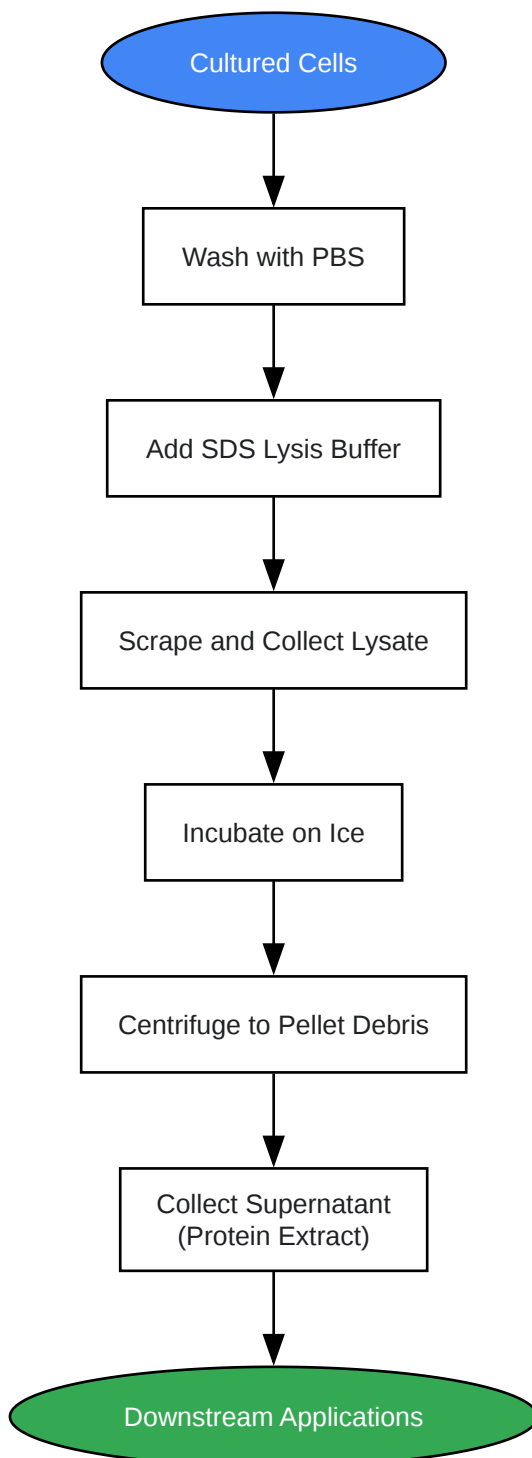 Cultured Cells
Wash with PBS
Add SDS Lysis Buffer
Scrape and Collect Lysate
Incubate on Ice
Centrifuge to Pellet Debris
Collect Supernatant
(Protein Extract)
Downstream Applications